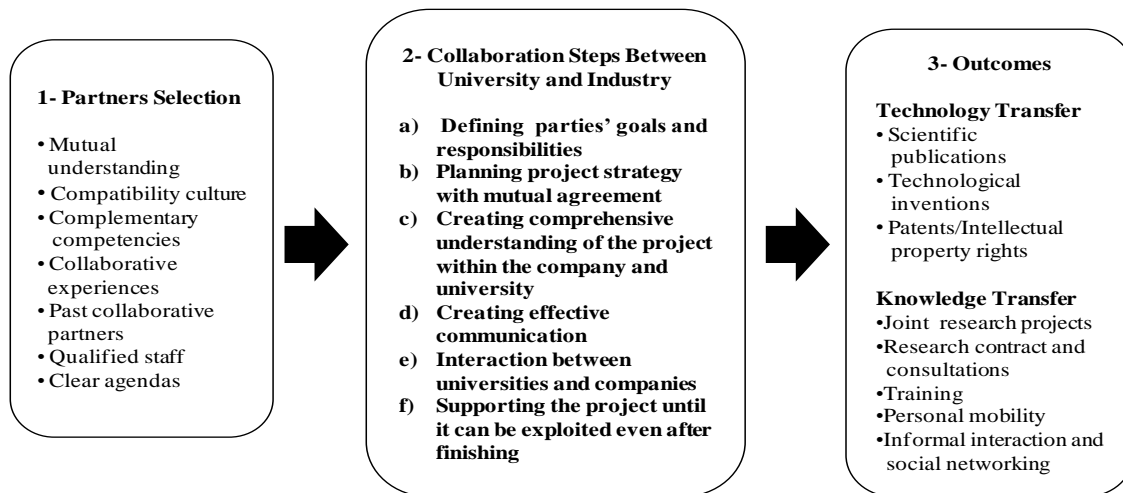 1- Partners Selection
• Mutual
understanding
• Compatibility culture
• Complementary
competencies
• Collaborative
experiences
• Past collaborative
partners
• Qualified staff
• Clear agendas
2- Collaboration Steps Between
University and Industry
a) Defining parties’ goals and
responsibilities
b) Planning project strategy
with mutual agreement
c) Creating comprehensive
understanding of the project
within the company and
university
d) Creating effective
communication
e) Interaction between
universities and companies
f) Supporting the project until
it can be exploited even after
finishing
3- Outcomes
Technology Transfer
• Scientific
publications
• Technological
inventions
• Patents/Intellectual
property rights
Knowledge Transfer
•Joint research projects
•Research contract and
consultations
•Training
•Personal mobility
•Informal interaction and
social networking